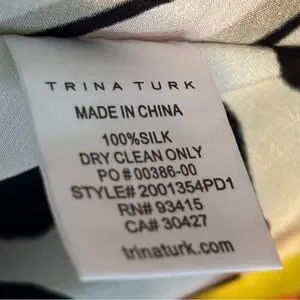 TRINA TURK
MADE IN CHINA
100%SILK
DRY CLEAN ONLY
PO # 00386-00
STYLE# 2001354PD1
RN# 93415
CA# 30427
trinaturk.com